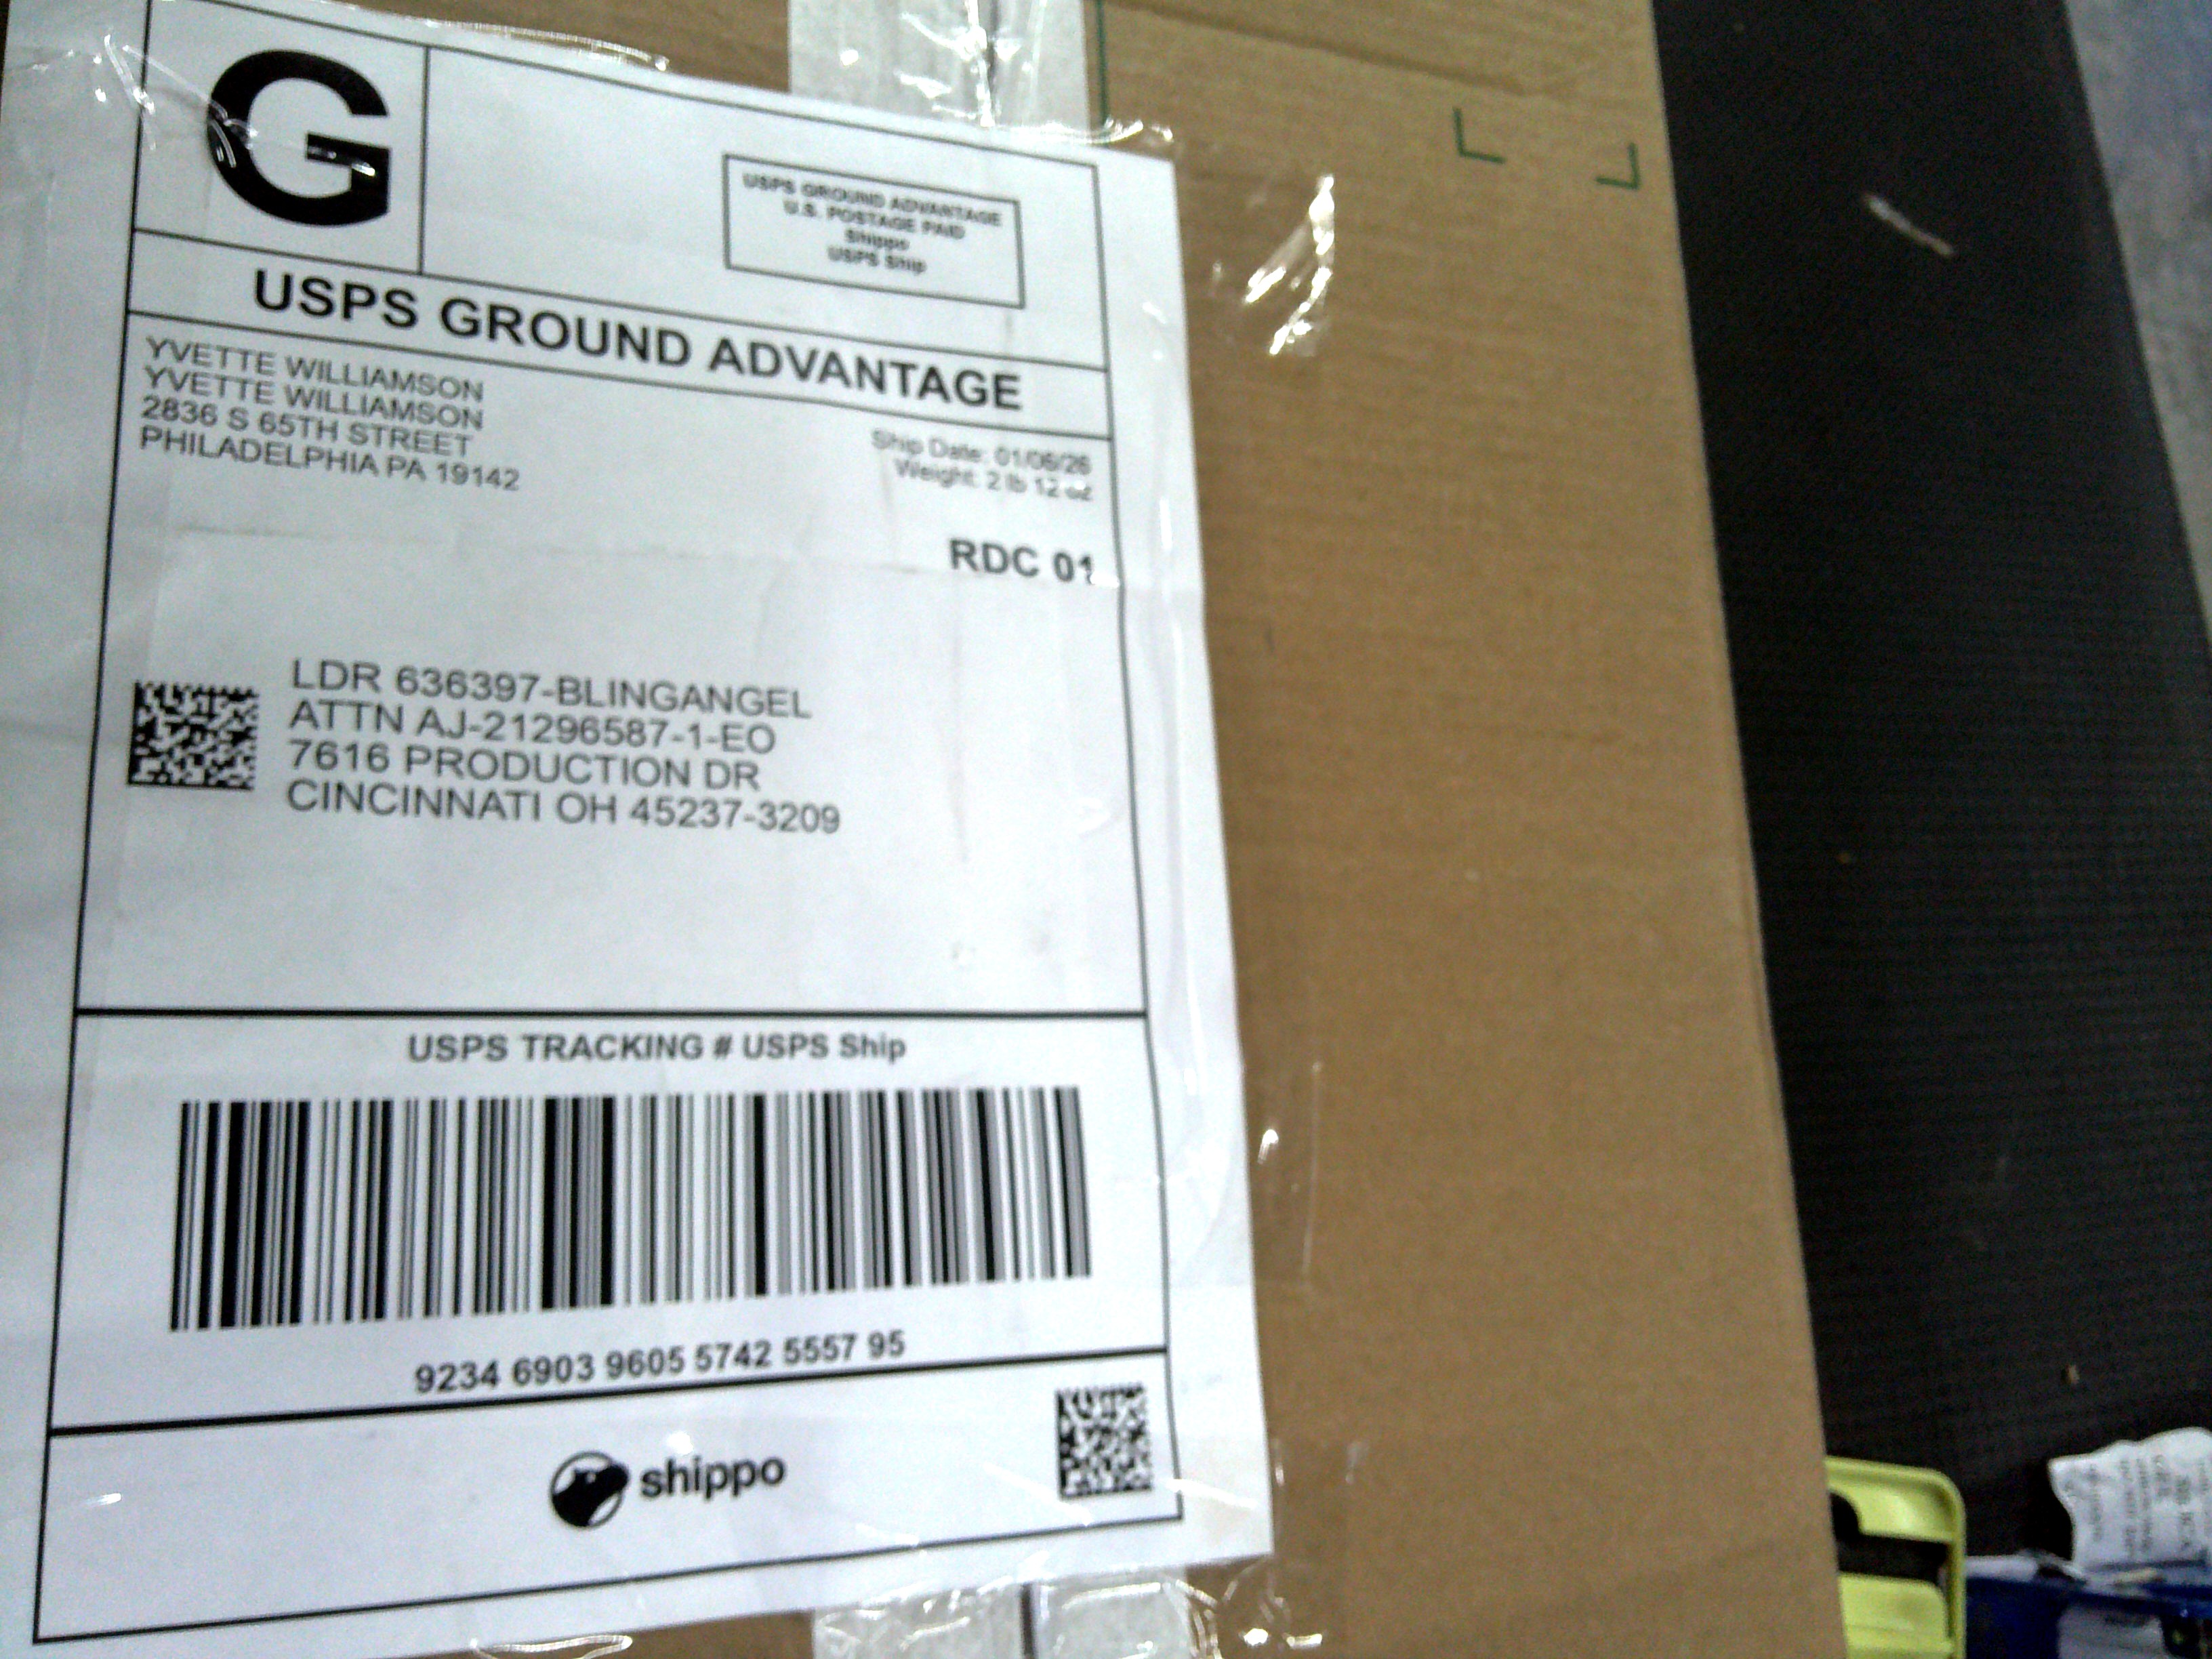 G
USPS GROUND ADVANTAGE
U.S. POSTAGE PAID
Shippo
USPS Ship
USPS GROUND ADVANTAGE
YVETTE WILLIAMSON
YVETTE WILLIAMSON
2836 S 65TH STREET
PHILADELPHIA PA 19142
Ship Date: 01/06/26
Weight: 2 lb 12 oz
RDC 01
LDR 636397-BLINGANGEL
ATTN AJ-21296587-1-EO
7616 PRODUCTION DR
CINCINNATI OH 45237-3209
USPS TRACKING # USPS Ship
9234 6903 9605 5742 5557 95
shippo